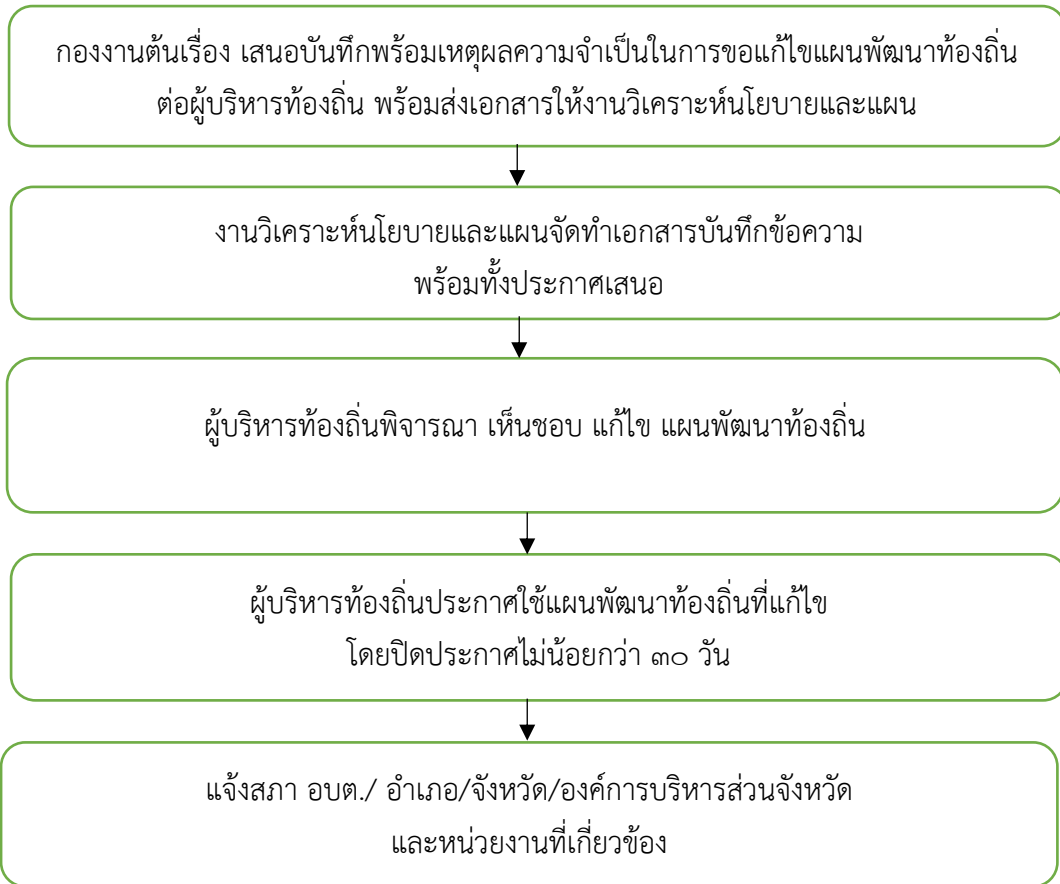 กองงานต้นเรื่อง เสนอบันทึกพร้อมเหตุผลความจำเป็นในการขอแก้ไขแผนพัฒนาท้องถิ่น
ต่อผู้บริหารท้องถิ่น พร้อมส่งเอกสารให้งานวิเคราะห์นโยบายและแผน
งานวิเคราะห์นโยบายและแผนจัดทำเอกสารบันทึกข้อความ
พร้อมทั้งประกาศเสนอ
ผู้บริหารท้องถิ่นพิจารณา เห็นชอบ แก้ไข แผนพัฒนาท้องถิ่น
ผู้บริหารท้องถิ่นประกาศใช้แผนพัฒนาท้องถิ่นที่แก้ไข
โดยปิดประกาศไม่น้อยกว่า ๓๐ วัน
แจ้งสภา อบต./ อำเภอ/จังหวัด/องค์การบริหารส่วนจังหวัด
และหน่วยงานที่เกี่ยวข้อง